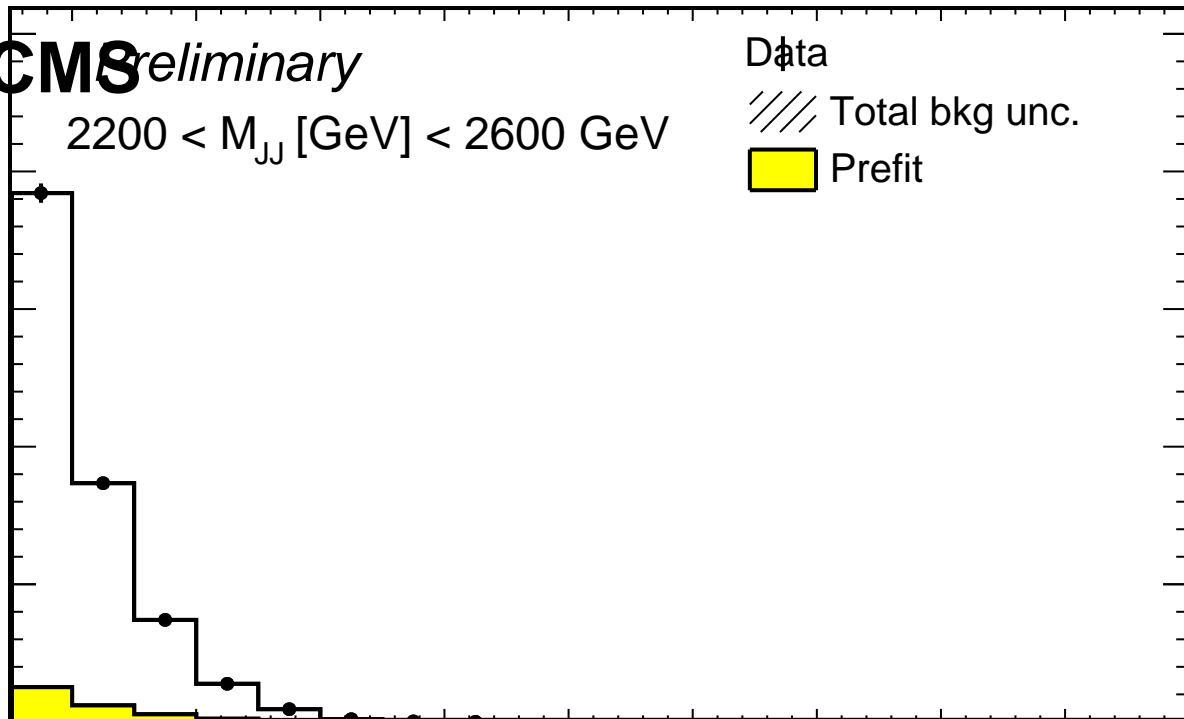 CMS Preliminary
2200 < M_JJ [GeV] < 2600 GeV
Data
Total bkg unc.
Prefit